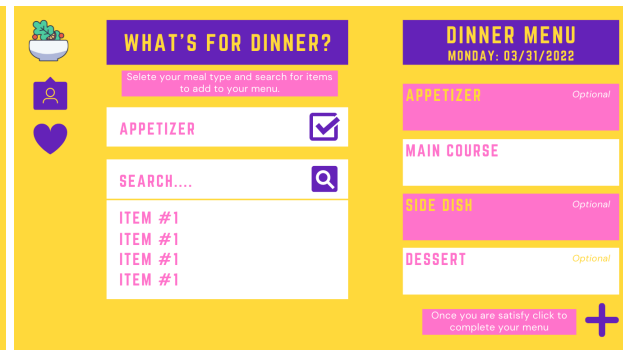 WHAT'S FOR DINNER?
Selete your meal type and search for items
to add to your menu.
APPETIZER
SEARCH....
ITEM #1
ITEM #1
ITEM #1
ITEM #1
DINNER MENU
MONDAY: 03/31/2022
APPETIZER Optional
MAIN COURSE
SIDE DISH Optional
DESSERT Optional
Once you are satisfy click to
complete your menu